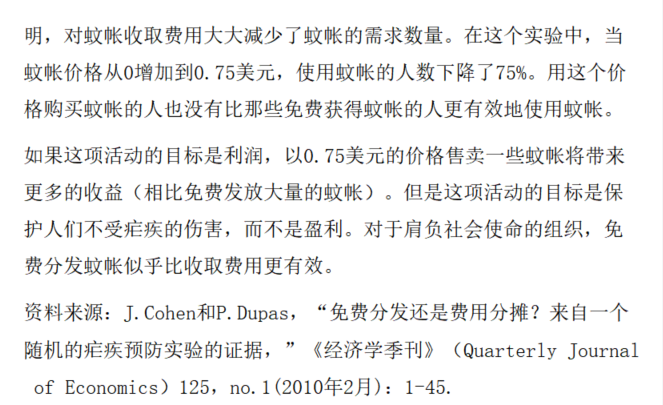 明，对蚊帐收取费用大大减少了蚊帐的需求数量。在这个实验中，当
蚊帐价格从0增加到0.75美元，使用蚊帐的人数下降了75%。用这个价
格购买蚊帐的人也没有比那些免费获得蚊帐的人更有效地使用蚊帐。
如果这项活动的目标是利润，以0.75美元的价格售卖一些蚊帐将带来
更多的收益（相比免费发放大量的蚊帐）。但是这项活动的目标是保
护人们不受疟疾的伤害，而不是盈利。对于肩负社会使命的组织，免
费分发蚊帐似乎比收取费用更有效。
资料来源：J.Cohen和P.Dupas，“免费分发还是费用分摊？来自一个
随机的疟疾预防实验的证据，”《经济学季刊》（Quarterly Journal
of Economics）125，no.1(2010年2月)：1-45.